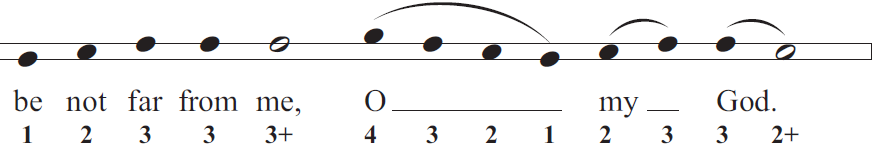 be not far from me, O my God.
1 2 3 3 3+ 4 3 2 1 2 3 3 2+